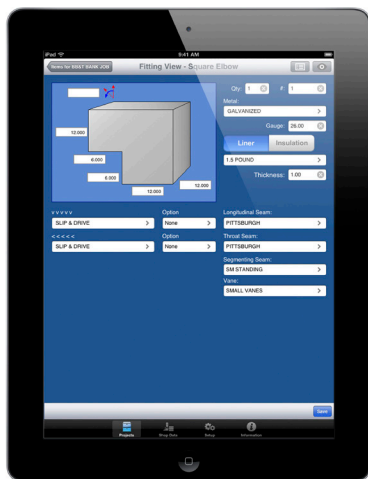 iPad
9:41 AM
Items for BRIST BANK JOB
Fitting View - Square Elbow
Qty: 1 #: 1
Metal:
GALVANIZED
Gauge: 26.00
Liner Insulation
1.5 POUND
Thickness: 1.00
12.000
6.000
6.000
12.000
12.000
v v v v v Option
SLIP & DRIVE None
< < < < < Option
SLIP & DRIVE None
Longitudinal Seam:
PITTSBURGH
Throat Seam:
PITTSBURGH
Segmenting Seam:
SM STANDING
Vane:
SMALL VANES
Save
Projects Shop Data Setup Information